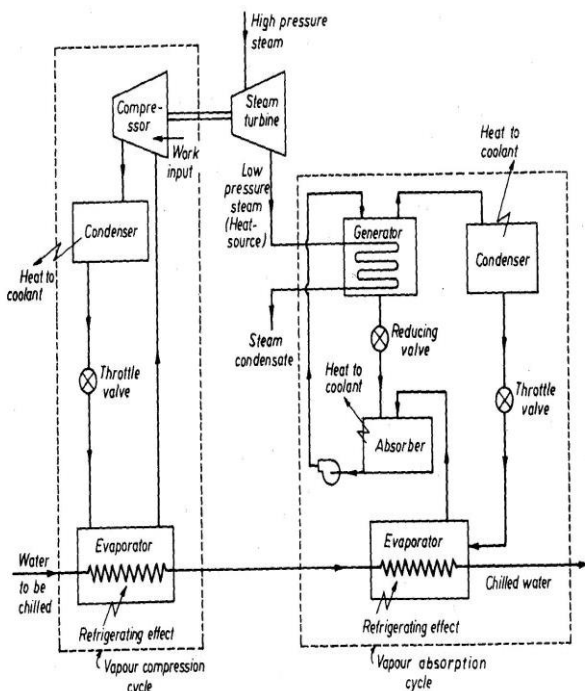 High pressure
steam
Compre-
ssor
Steam
turbine
Work
input
Low
pressure
steam
(Heat-
source)
Heat to
coolant
Generator
Condenser
Condenser
Heat to
coolant
Steam
condensate
Reducing
valve
Throttle
valve
Heat to
coolant
Throttle
valve
Absorber
Evaporator
Evaporator
Water
to be
chilled
Chilled water
Refrigerating effect
Refrigerating effect
Vapour compression
cycle
Vapour absorption
cycle